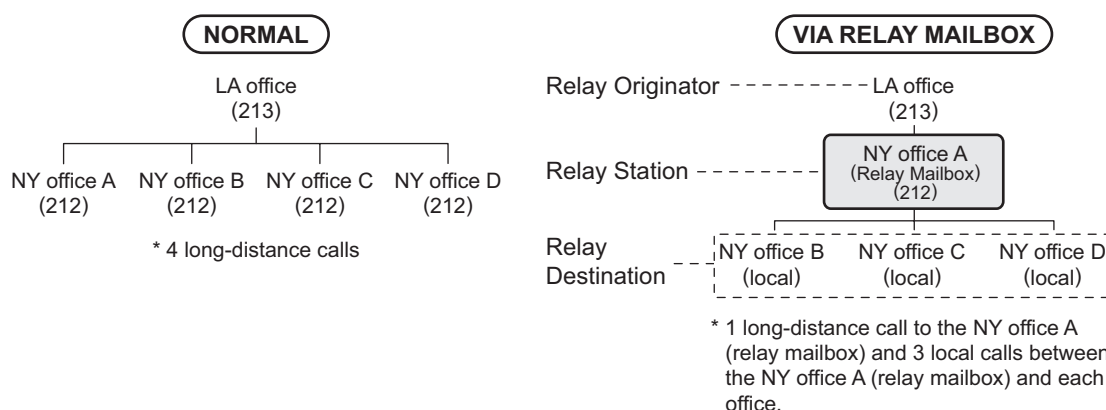 NORMAL
LA office
(213)
NY office A NY office B NY office C NY office D
(212) (212) (212) (212)
* 4 long-distance calls
VIA RELAY MAILBOX
Relay Originator LA office
(213)
NY office A
Relay Station (Relay Mailbox)
(212)
Relay NY office B NY office C NY office D
Destination (local) (local) (local)
* 1 long-distance call to the NY office A
(relay mailbox) and 3 local calls between
the NY office A (relay mailbox) and each
office.